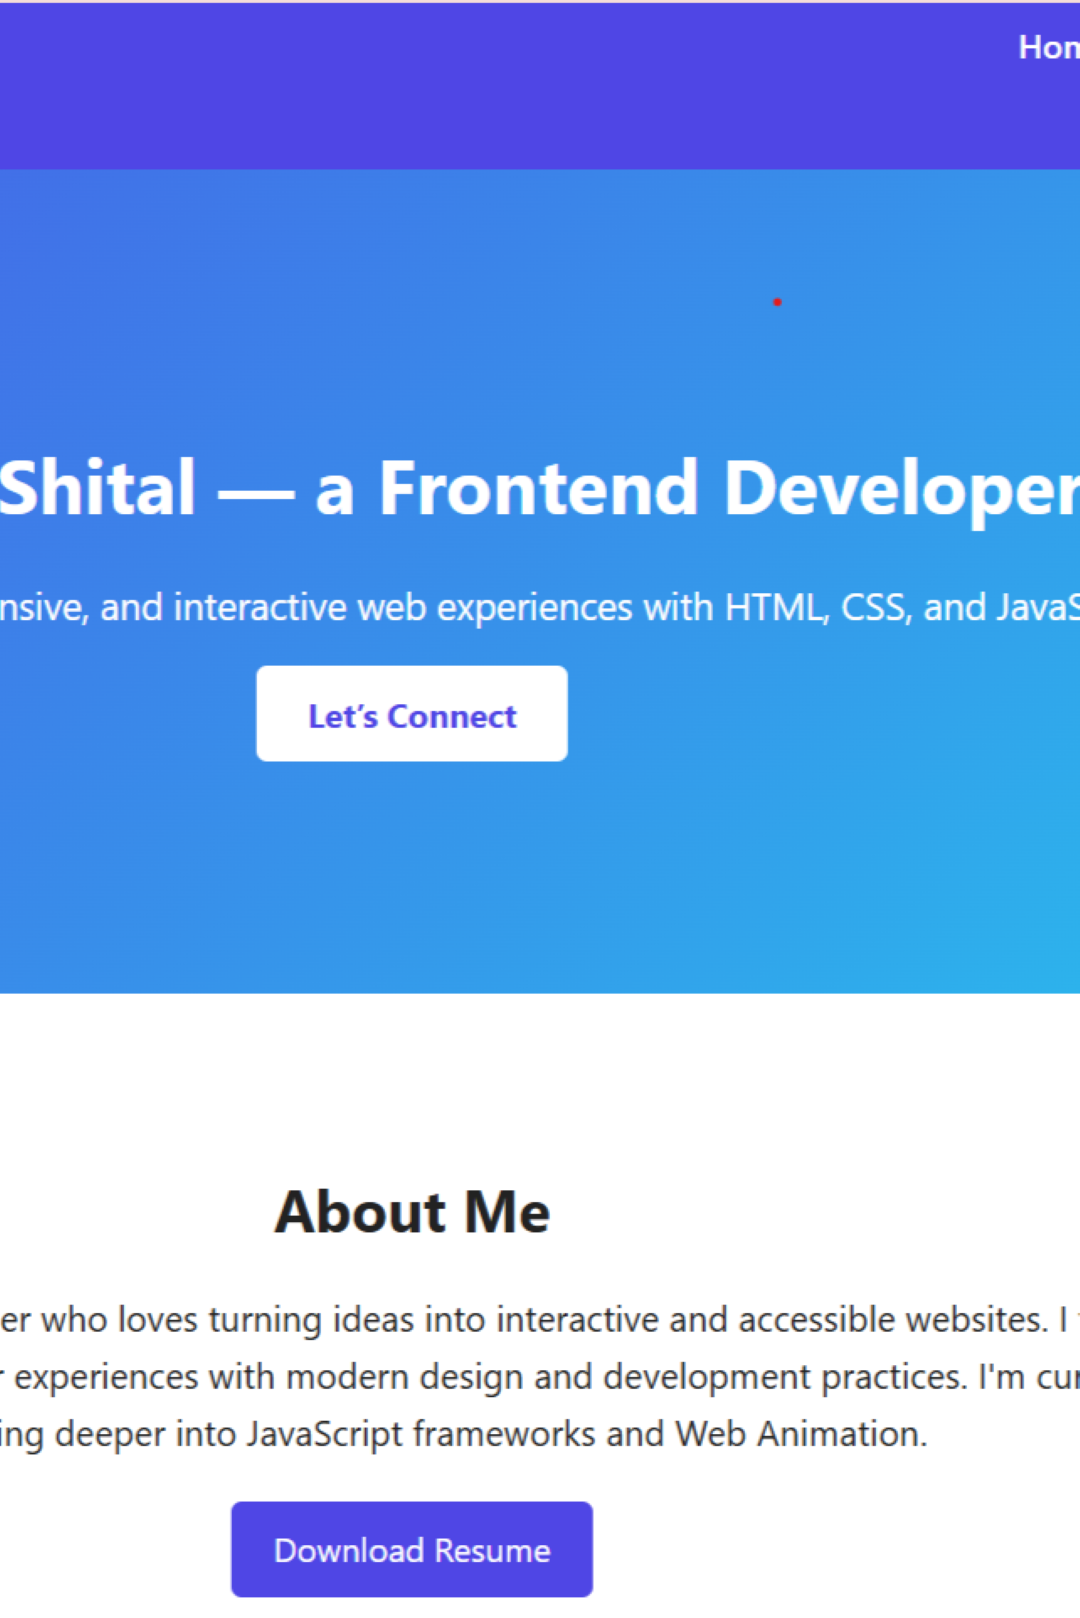 Hom
Shital — a Frontend Developer
nsive, and interactive web experiences with HTML, CSS, and JavaS
Let’s Connect
About Me
er who loves turning ideas into interactive and accessible websites. I
r experiences with modern design and development practices. I'm cur
ing deeper into JavaScript frameworks and Web Animation.
Download Resume